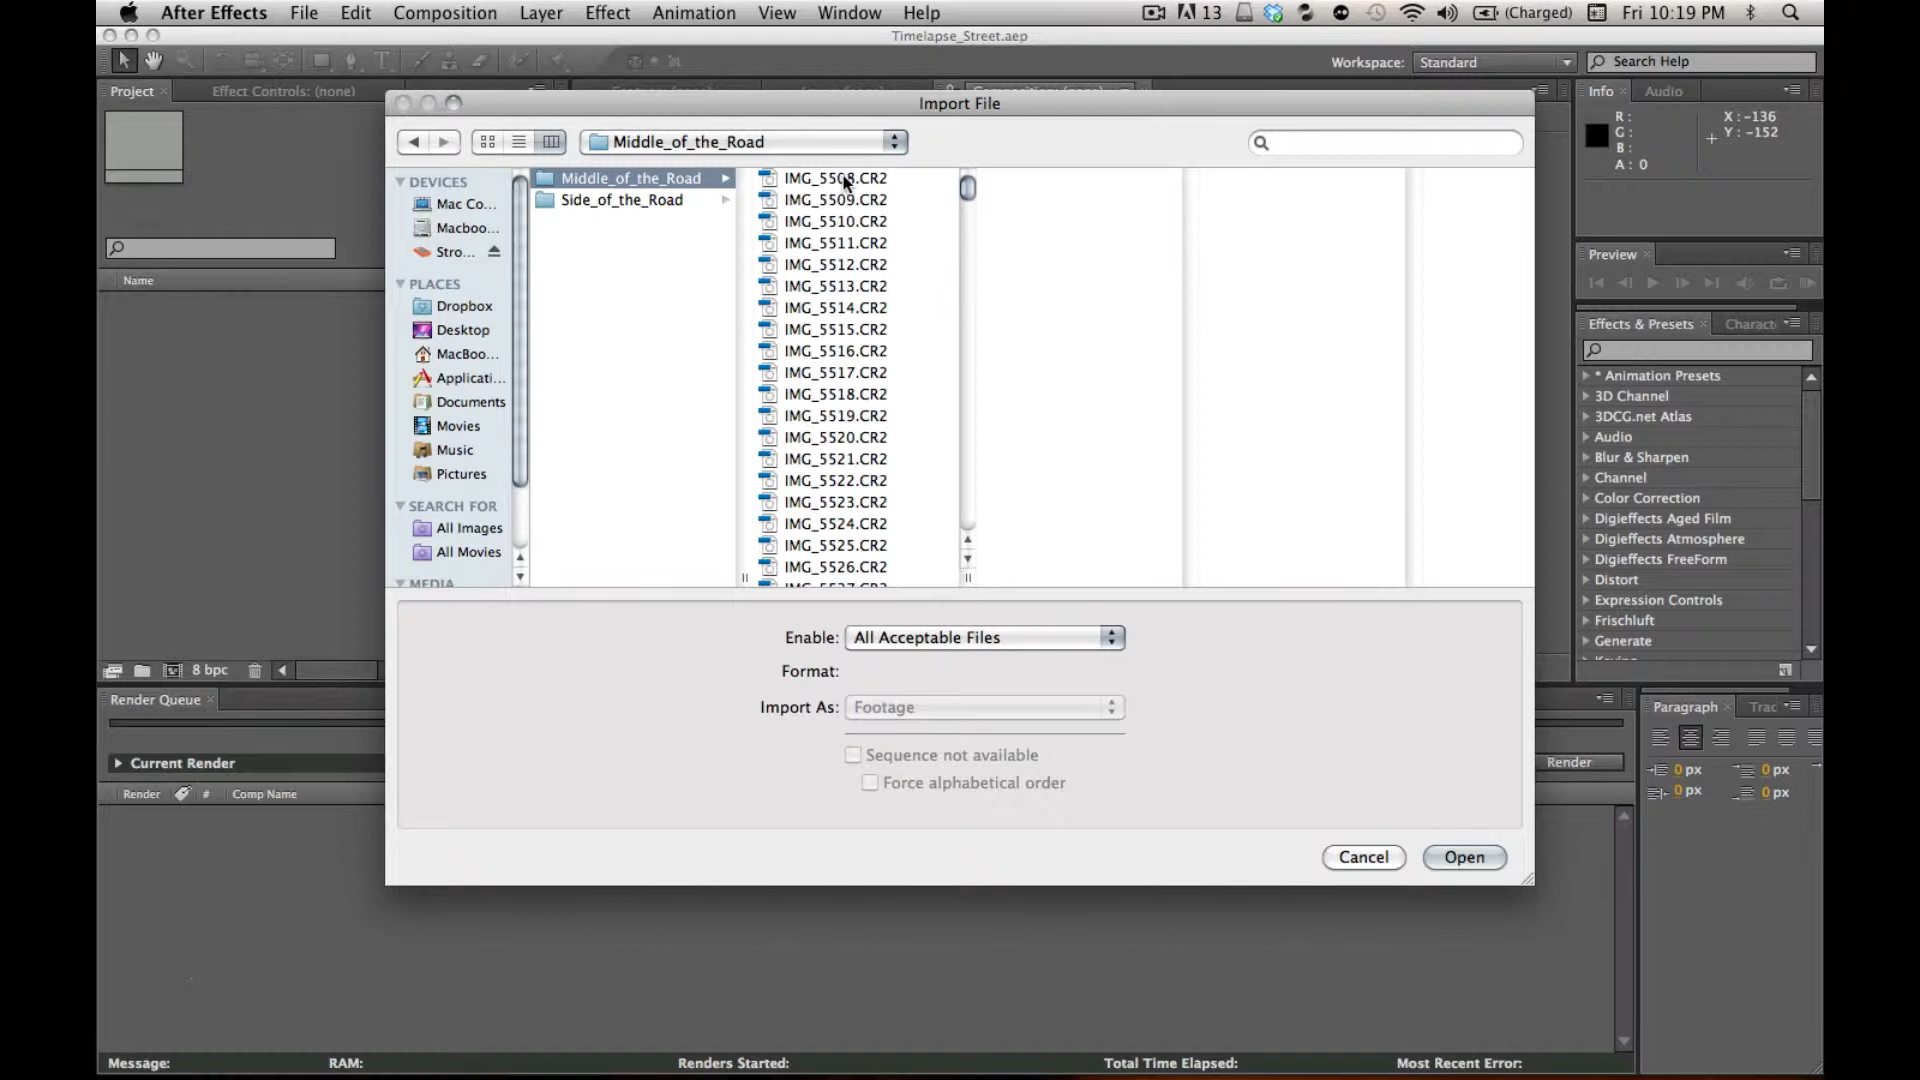 After Effects File Edit Composition Layer Effect Animation View Window Help 13 (Charged) Fri 10:19 PM
Timelapse_Street.aep
Workspace: Standard Search Help
Project Effect Controls: (none) Info Audio
Import File
R: X: -136
G: Y: -152
B:
A: 0
Middle_of_the_Road
DEVICES
Mac Co...
Macboo...
Stro...
PLACES
Dropbox
Desktop
MacBoo...
Applicati...
Documents
Movies
Music
Pictures
SEARCH FOR
All Images
All Movies
MEDIA
Middle_of_the_Road
Side_of_the_Road
IMG_5508.CR2
IMG_5509.CR2
IMG_5510.CR2
IMG_5511.CR2
IMG_5512.CR2
IMG_5513.CR2
IMG_5514.CR2
IMG_5515.CR2
IMG_5516.CR2
IMG_5517.CR2
IMG_5518.CR2
IMG_5519.CR2
IMG_5520.CR2
IMG_5521.CR2
IMG_5522.CR2
IMG_5523.CR2
IMG_5524.CR2
IMG_5525.CR2
IMG_5526.CR2
Enable: All Acceptable Files
Format:
Import As: Footage
Sequence not available
Force alphabetical order
Cancel Open
Name
8 bpc
Preview
Effects & Presets Charact
* Animation Presets
3D Channel
3DCG.net Atlas
Audio
Blur & Sharpen
Channel
Color Correction
Digieffects Aged Film
Digieffects Atmosphere
Digieffects FreeForm
Distort
Expression Controls
Frischluft
Generate
Render Queue
Current Render
Render # Comp Name
Render
Paragraph Trac
0 px 0 px
0 px 0 px
Message: RAM: Renders Started: Total Time Elapsed: Most Recent Error: